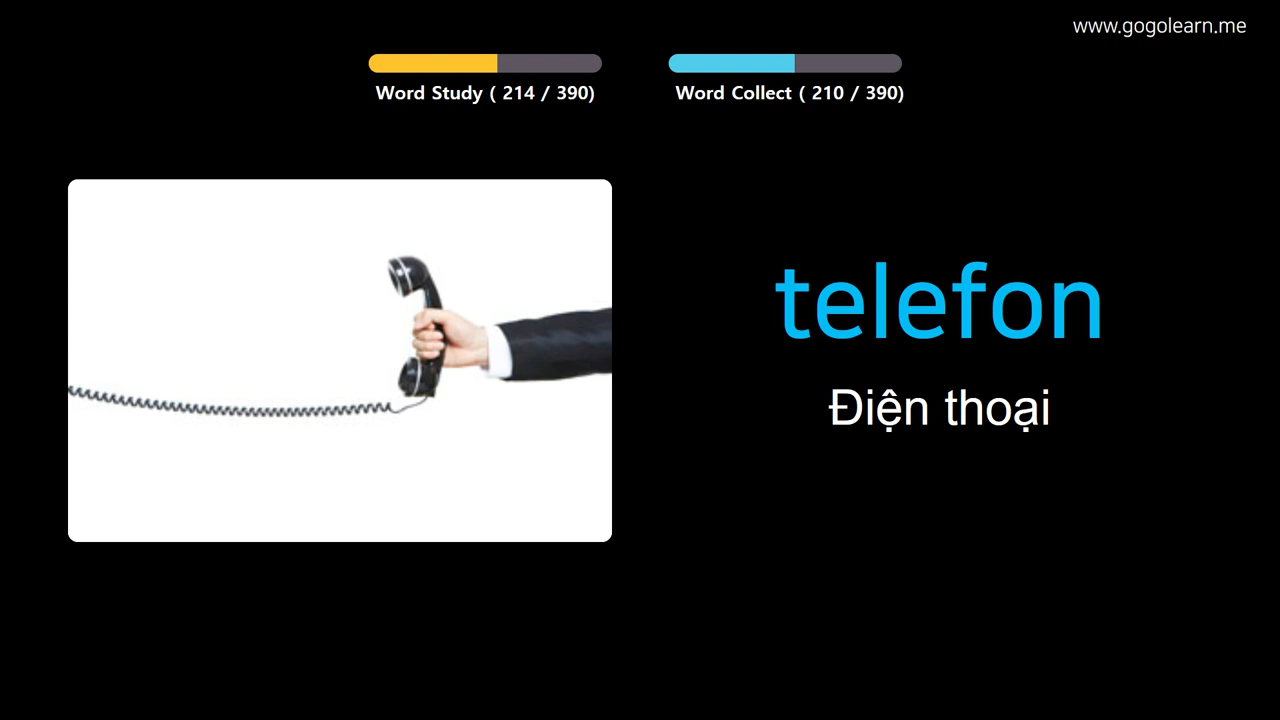 www.gogolearn.me
Word Study ( 214 / 390)
Word Collect ( 210 / 390)
telefon
Điện thoại